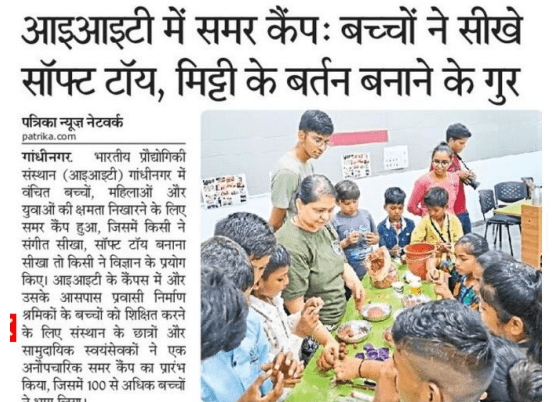 आइआइटी में समर कैंप: बच्चों ने सीखे
सॉफ्ट टॉय, मिट्टी के बर्तन बनाने के गुर
पत्रिका न्यूज़ नेटवर्क
patrika.com
गांधीनगर. भारतीय प्रौद्योगिकी
संस्थान (आइआइटी) गांधीनगर में
वंचित बच्चों, महिलाओं और
युवाओं की क्षमता निखारने के लिए
समर कैंप हुआ, जिसमें किसी ने
संगीत सीखा, सॉफ्ट टॉय बनाना
सीखा तो किसी ने विज्ञान के प्रयोग
किए। आइआइटी के कैंपस में और
उसके आसपास प्रवासी निर्माण
श्रमिकों के बच्चों को शिक्षित करने
के लिए संस्थान के छात्रों और
सामुदायिक स्वयंसेवकों ने एक
अनौपचारिक समर कैंप का प्रारंभ
किया, जिसमें 100 से अधिक बच्चों
ने भाग लिया।